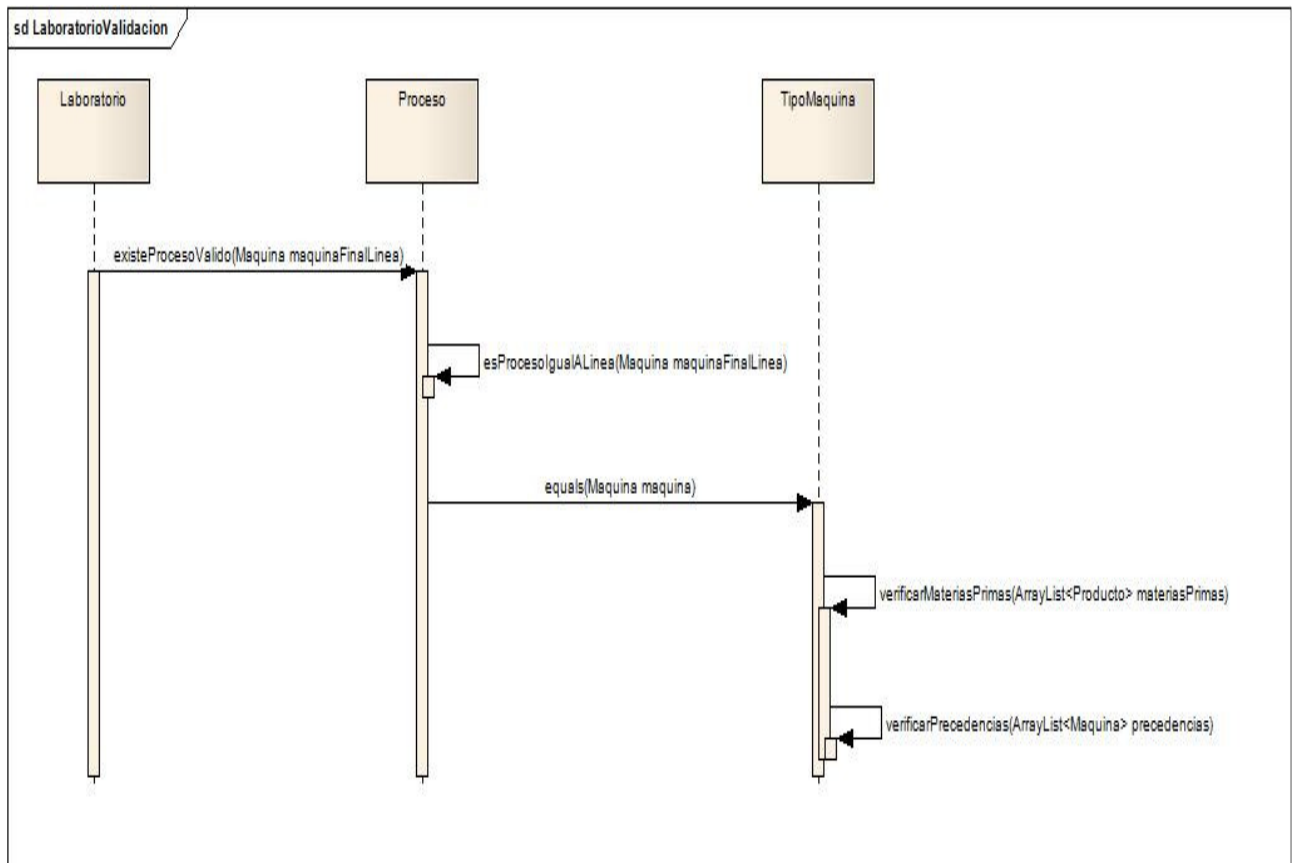 sd LaboratorioValidacion
Laboratorio
Proceso
TipoMaquina
existeProcesoValido(Maquina maquinaFinalLinea)
esProcesoIgualALinea(Maquina maquinaFinalLinea)
equals(Maquina maquina)
verificarMateriasPrimas(ArrayList<Producto> materiasPrimas)
verificarPrecedencias(ArrayList<Maquina> precedencias)